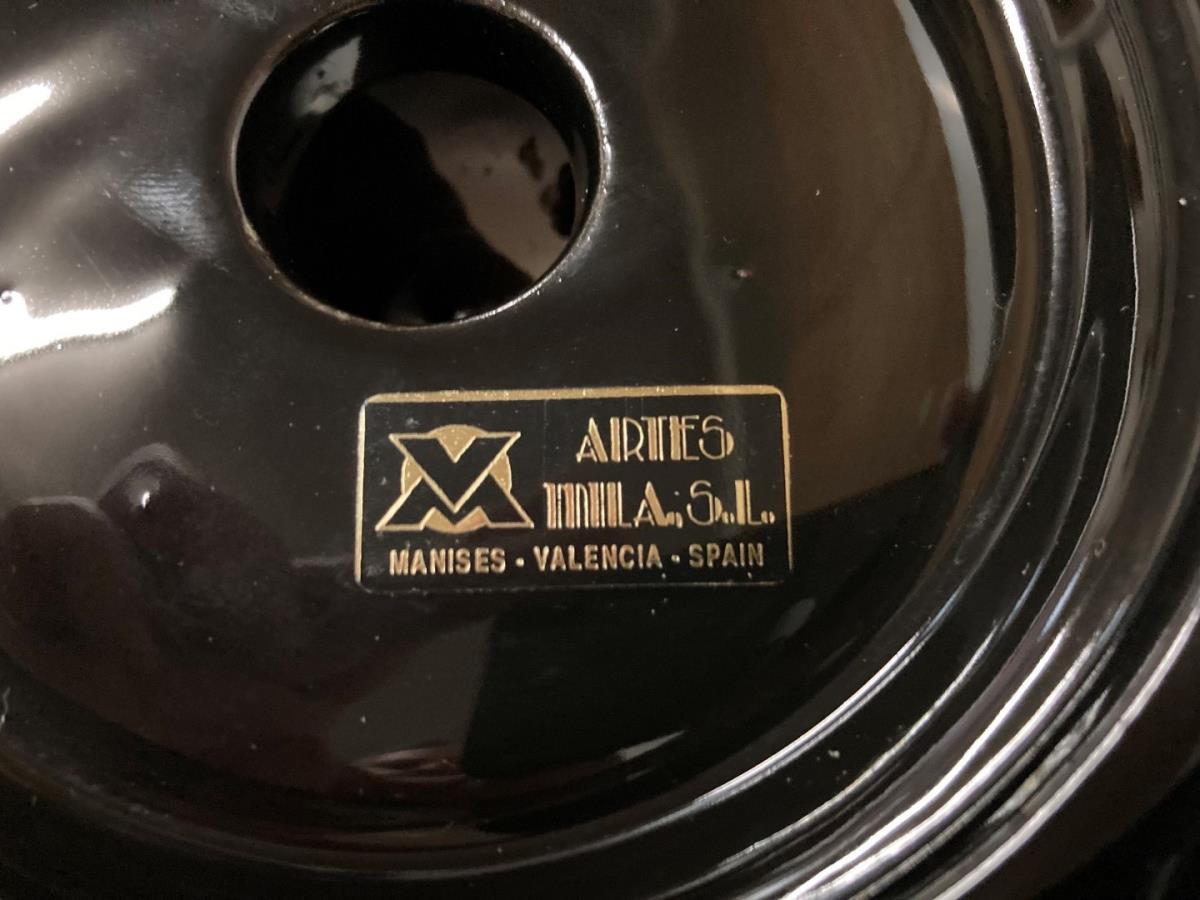 ARTES
MILA, S.L.
MANISES - VALENCIA - SPAIN